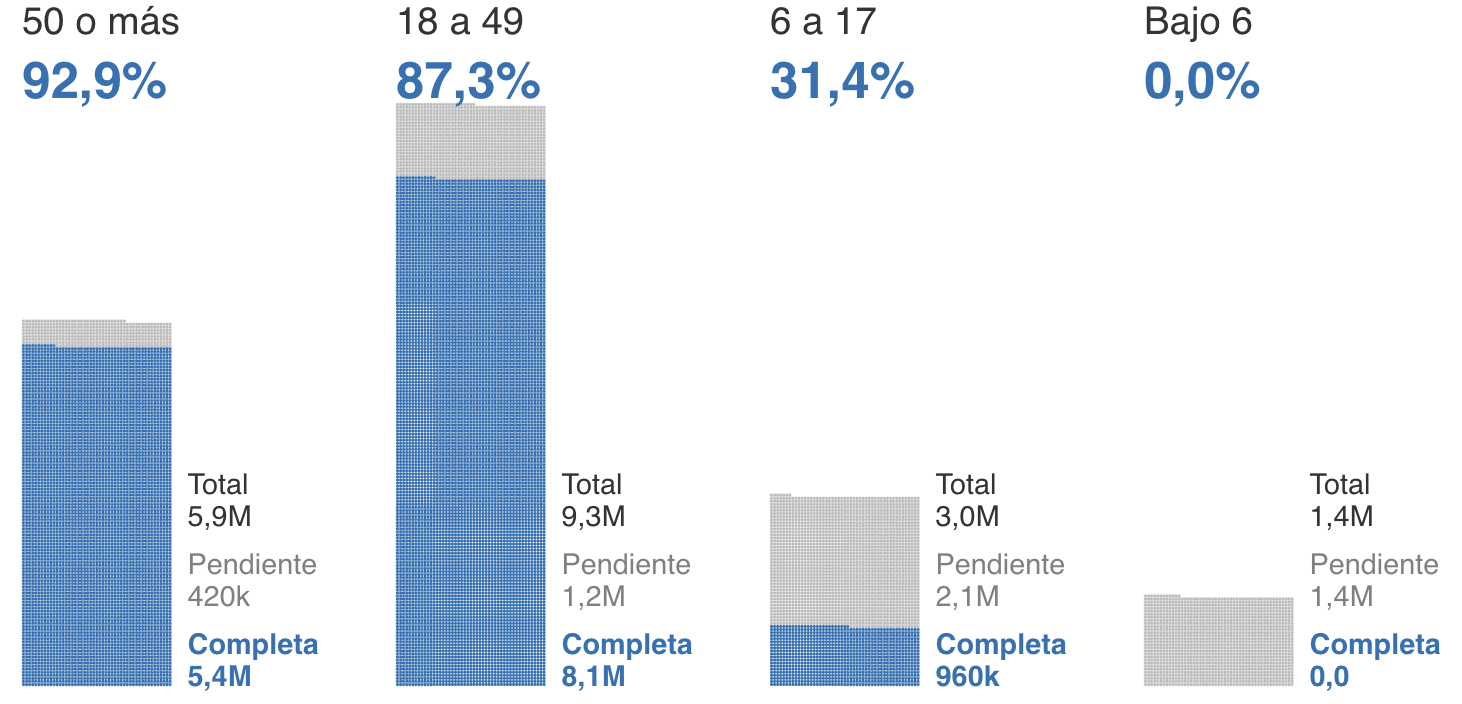 50 o más
92,9%
Total
5,9M
Pendiente
420k
Completa
5,4M
18 a 49
87,3%
Total
9,3M
Pendiente
1,2M
Completa
8,1M
6 a 17
31,4%
Total
3,0M
Pendiente
2,1M
Completa
960k
Bajo 6
0,0%
Total
1,4M
Pendiente
1,4M
Completa
0,0